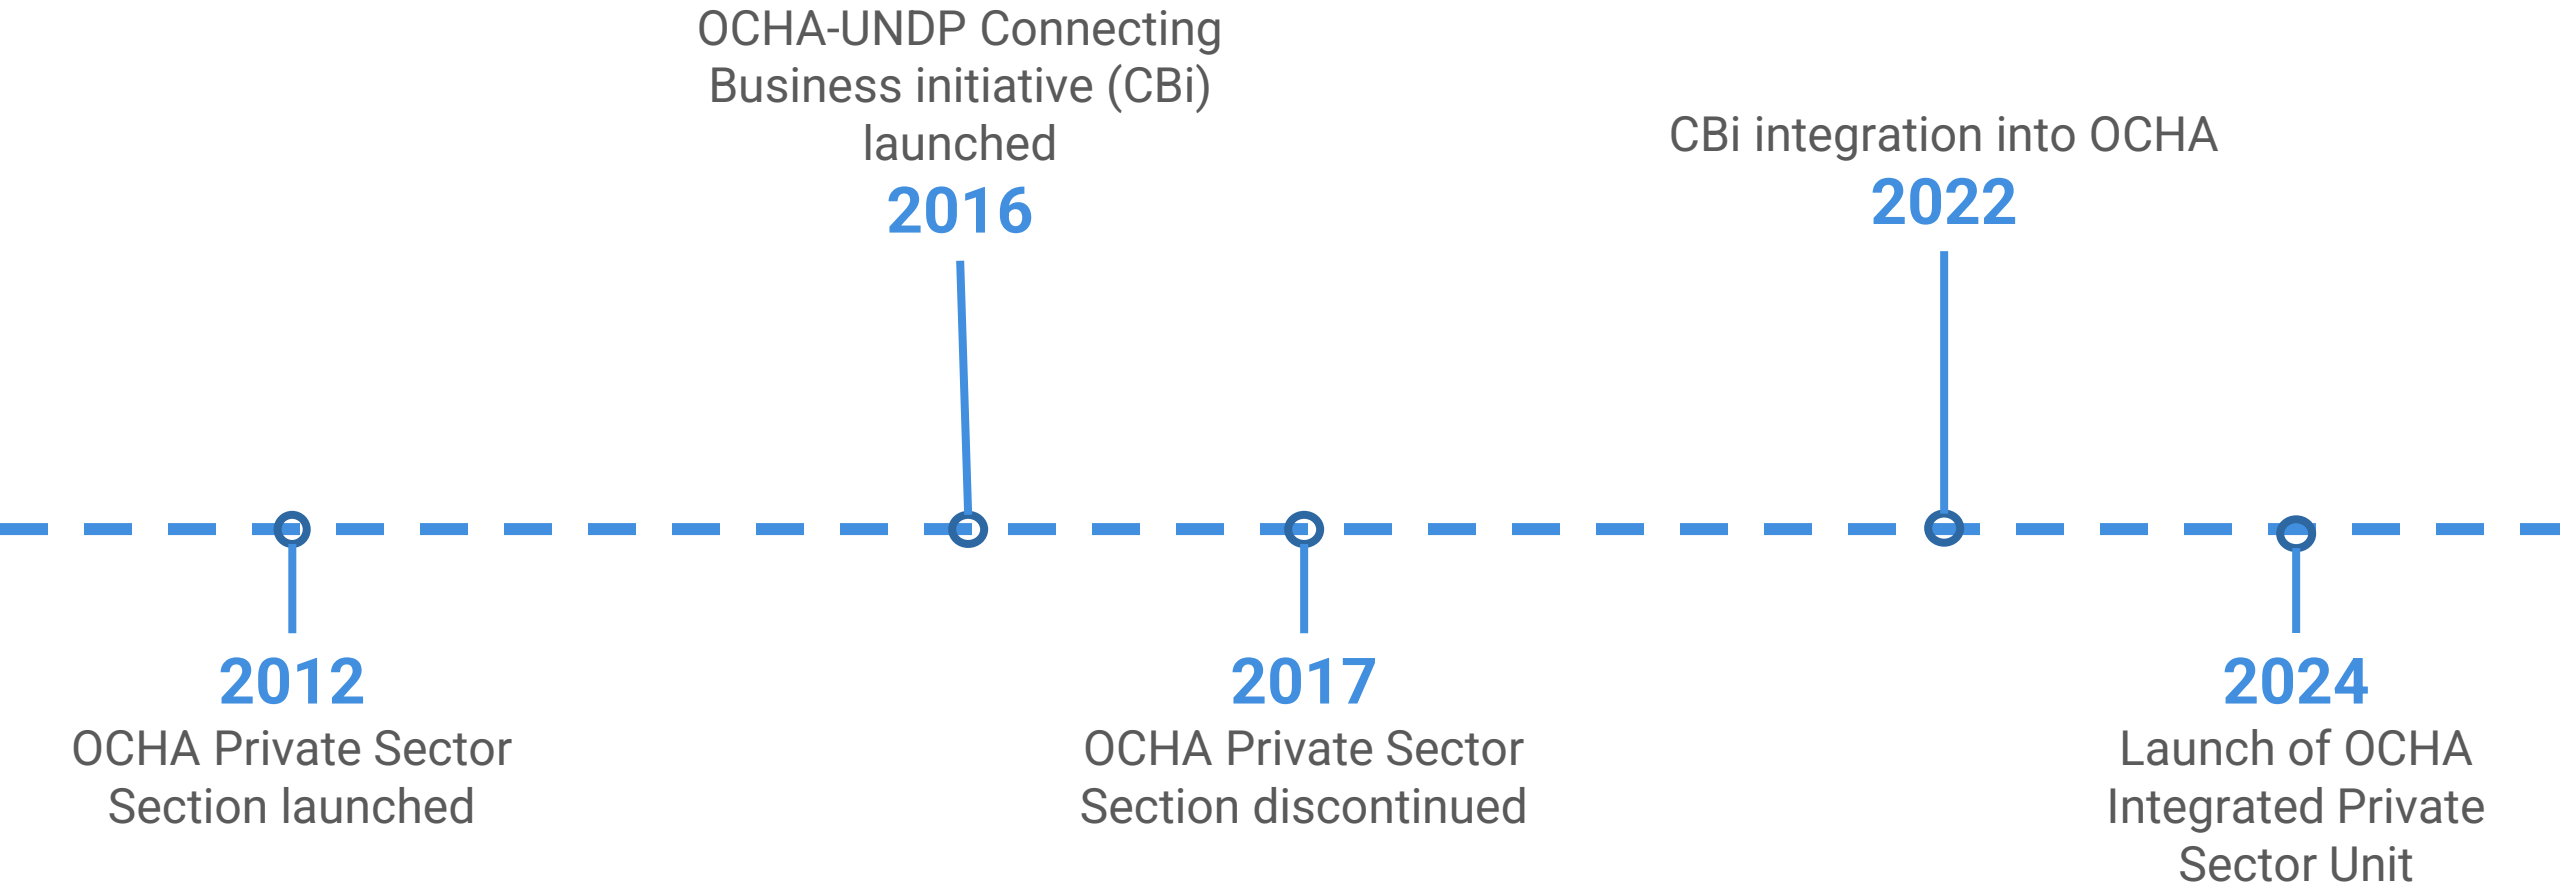 OCHA-UNDP Connecting
Business initiative (CBi)
launched
2016
CBi integration into OCHA
2022
2012
OCHA Private Sector
Section launched
2017
OCHA Private Sector
Section discontinued
2024
Launch of OCHA
Integrated Private
Sector Unit